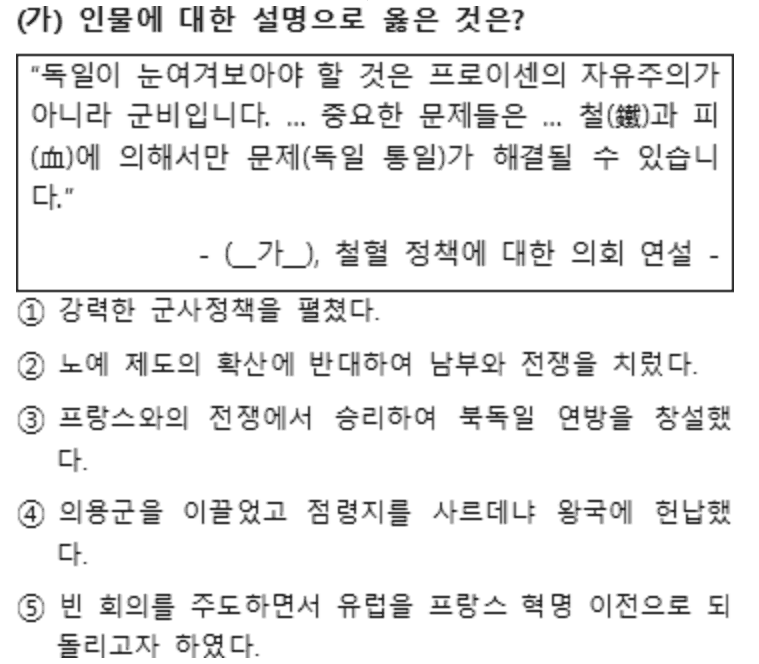 (가) 인물에 대한 설명으로 옳은 것은?
"독일이 눈여겨보아야 할 것은 프로이센의 자유주의가
아니라 군비입니다. ... 중요한 문제들은 ... 철(鐵)과 피
(血)에 의해서만 문제(독일 통일)가 해결될 수 있습니
다."
- (_가_), 철혈 정책에 대한 의회 연설 -
① 강력한 군사정책을 펼쳤다.
② 노예 제도의 확산에 반대하여 남부와 전쟁을 치렀다.
③ 프랑스와의 전쟁에서 승리하여 북독일 연방을 창설했
다.
④ 의용군을 이끌었고 점령지를 사르데냐 왕국에 헌납했
다.
⑤ 빈 회의를 주도하면서 유럽을 프랑스 혁명 이전으로 되
돌리고자 하였다.